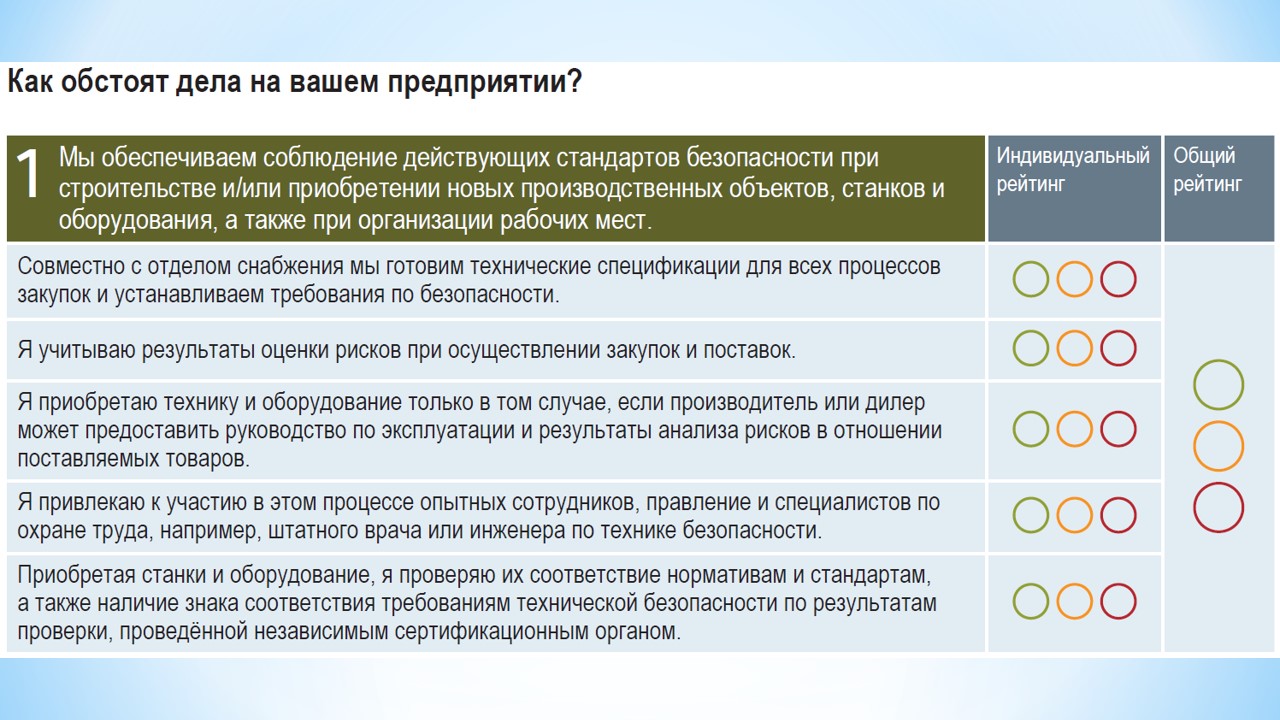 Как обстоят дела на вашем предприятии?
1
Мы обеспечиваем соблюдение действующих стандартов безопасности при
строительстве и/или приобретении новых производственных объектов, станков и
оборудования, а также при организации рабочих мест.
Индивидуальный
рейтинг
Общий
рейтинг
Совместно с отделом снабжения мы готовим технические спецификации для всех процессов
закупок и устанавливаем требования по безопасности.
Я учитываю результаты оценки рисков при осуществлении закупок и поставок.
Я приобретаю технику и оборудование только в том случае, если производитель или дилер
может предоставить руководство по эксплуатации и результаты анализа рисков в отношении
поставляемых товаров.
Я привлекаю к участию в этом процессе опытных сотрудников, правление и специалистов по
охране труда, например, штатного врача или инженера по технике безопасности.
Приобретая станки и оборудование, я проверяю их соответствие нормативам и стандартам,
а также наличие знака соответствия требованиям технической безопасности по результатам
проверки, проведённой независимым сертификационным органом.